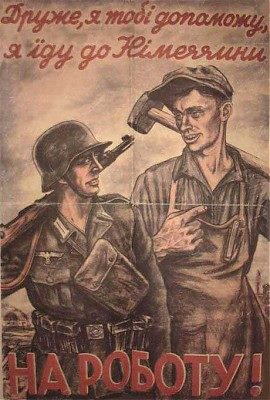 Друже, я тобі допоможу,
я їду до Німеччини
НА РОБОТУ!